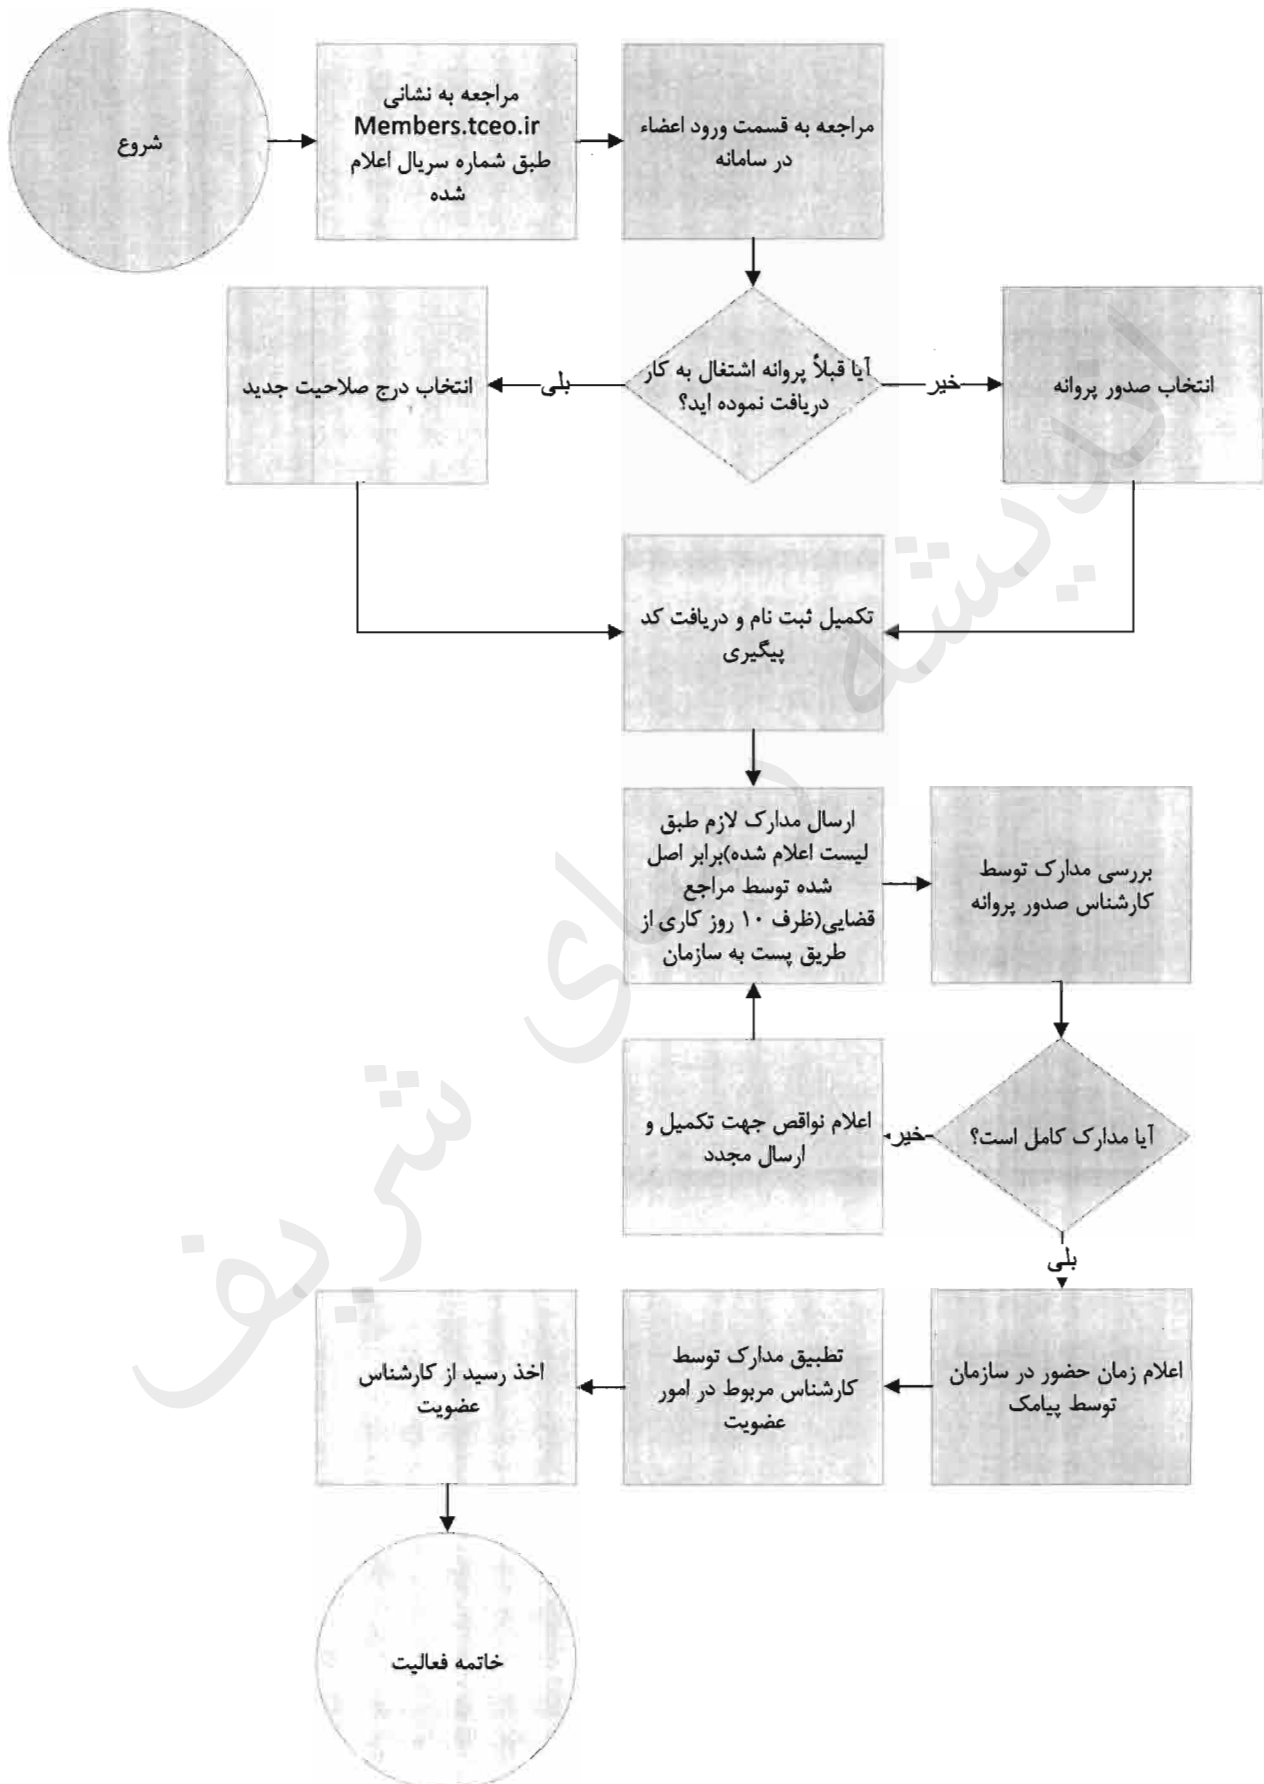 شروع
مراجعه به نشانی
Members.tceo.ir
طبق شماره سریال اعلام
شده
مراجعه به قسمت ورود اعضاء
در سامانه
آیا قبلاً پروانه اشتغال به کار
دریافت نموده اید؟
بلی
خیر
انتخاب درج صلاحیت جدید
انتخاب صدور پروانه
تکمیل ثبت نام و دریافت کد
پیگیری
ارسال مدارک لازم طبق
لیست اعلام شده)برابر اصل
شده توسط مراجع
قضایی(ظرف ۱۰ روز کاری از
طریق پست به سازمان
بررسی مدارک توسط
کارشناس صدور پروانه
آیا مدارک کامل است؟
خیر
اعلام نواقص جهت تکمیل و
ارسال مجدد
بلی
اعلام زمان حضور در سازمان
توسط پیامک
تطبیق مدارک توسط
کارشناس مربوط در امور
عضویت
اخذ رسید از کارشناس
عضویت
خاتمه فعالیت
اندیشه رسای شریف